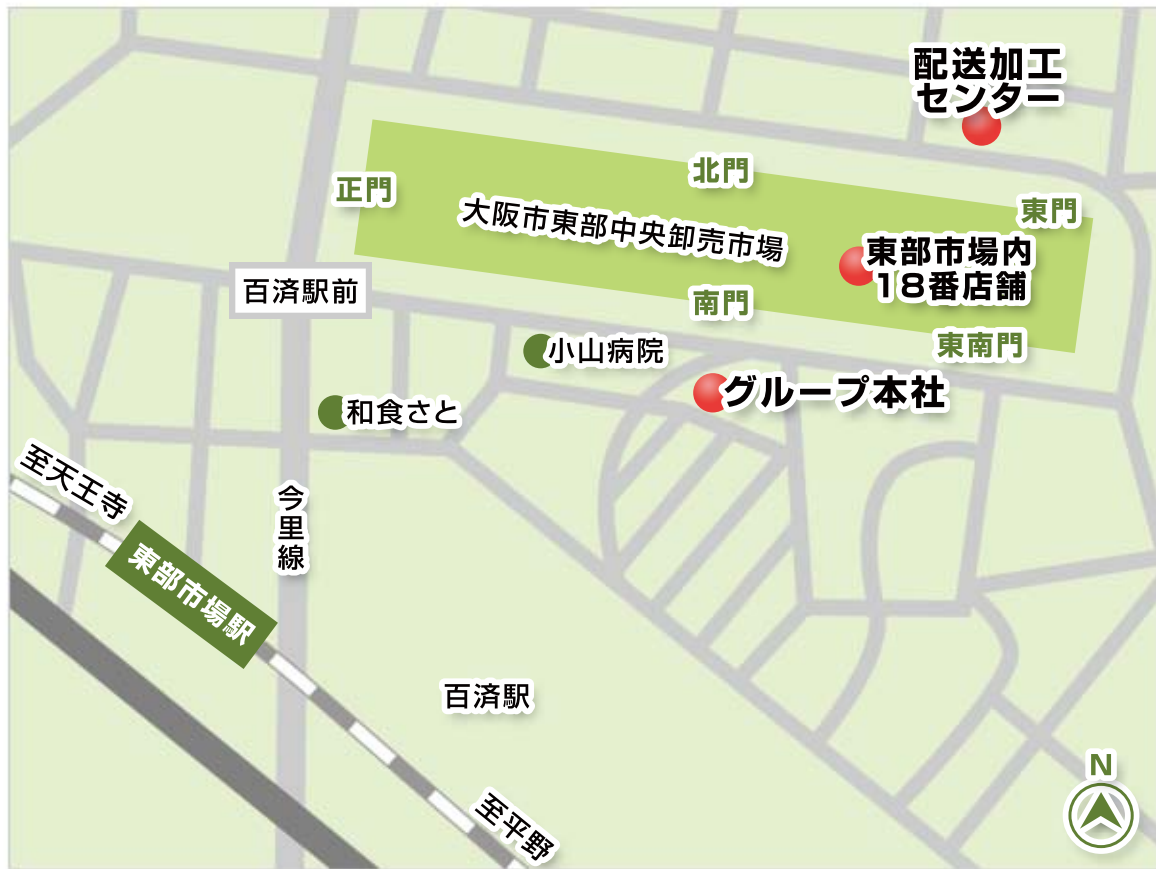 配送加工
センター
北門
正門
東門
大阪市東部中央卸売市場
東部市場内
18番店舗
百済駅前
南門
東南門
小山病院
グループ本社
和食さと
至天王寺
今里線
東部市場駅
百済駅
至平野
N